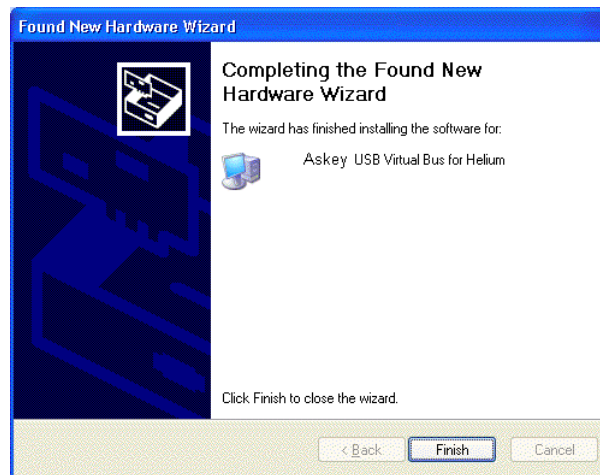 Found New Hardware Wizard
Completing the Found New
Hardware Wizard
The wizard has finished installing the software for:
Askey USB Virtual Bus for Helium
Click Finish to close the wizard.
< Back Finish Cancel